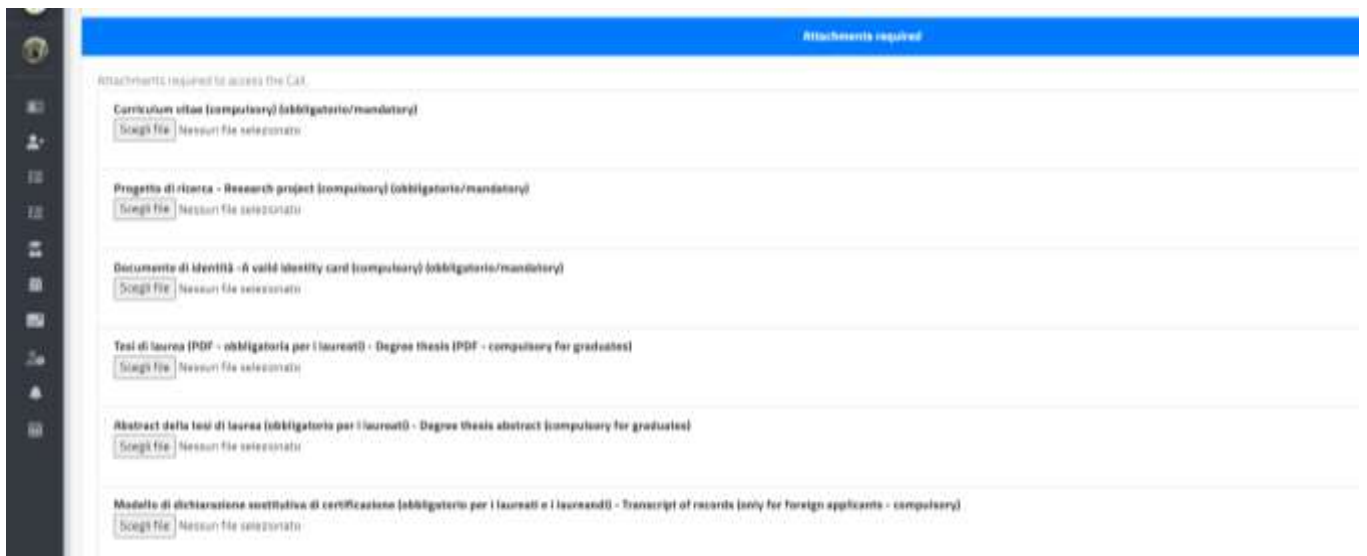 Attachments required
Attachments required to access the Call.
Curriculum vitae (compulsory) (obbligatorio/mandatory)
Scegli file Nessun file selezionato
Progetto di ricerca - Research project (compulsory) (obbligatorio/mandatory)
Scegli file Nessun file selezionato
Documento di identità -A valid identity card (compulsory) (obbligatorio/mandatory)
Scegli file Nessun file selezionato
Tesi di laurea (PDF - obbligatoria per i laureati) - Degree thesis (PDF - compulsory for graduates)
Scegli file Nessun file selezionato
Abstract della tesi di laurea (obbligatorio per i laureati) - Degree thesis abstract (compulsory for graduates)
Scegli file Nessun file selezionato
Modello di dichiarazione sostitutiva di certificazione (obbligatorio per i laureati e i laureandi) - Transcript of records (only for foreign applicants - compulsory)
Scegli file Nessun file selezionato